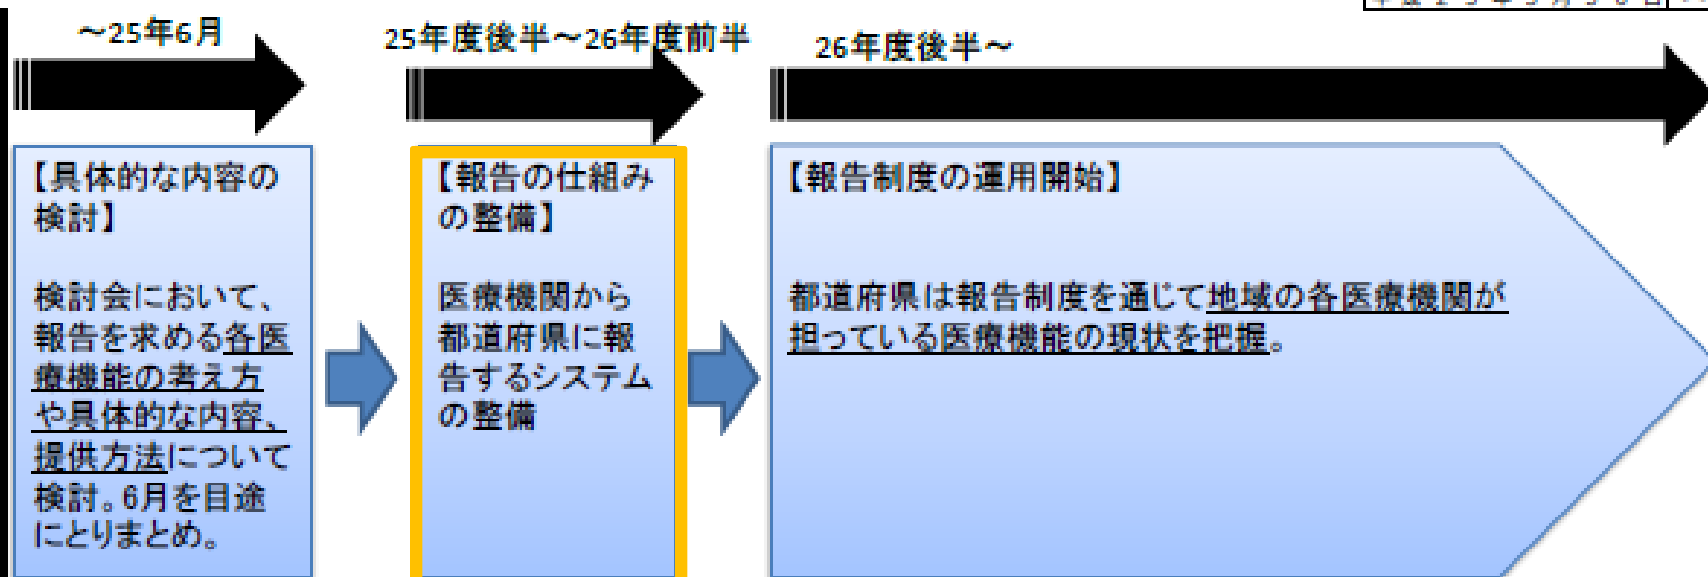 ～25年6月
25年度後半～26年度前半
26年度後半～
【具体的な内容の
検討】
検討会において、
報告を求める各医
療機能の考え方
や具体的な内容、
提供方法について
検討。6月を目途
にとりまとめ。
【報告の仕組み
の整備】
医療機関から
都道府県に報
告するシステム
の整備
【報告制度の運用開始】
都道府県は報告制度を通じて地域の各医療機関が
担っている医療機能の現状を把握。